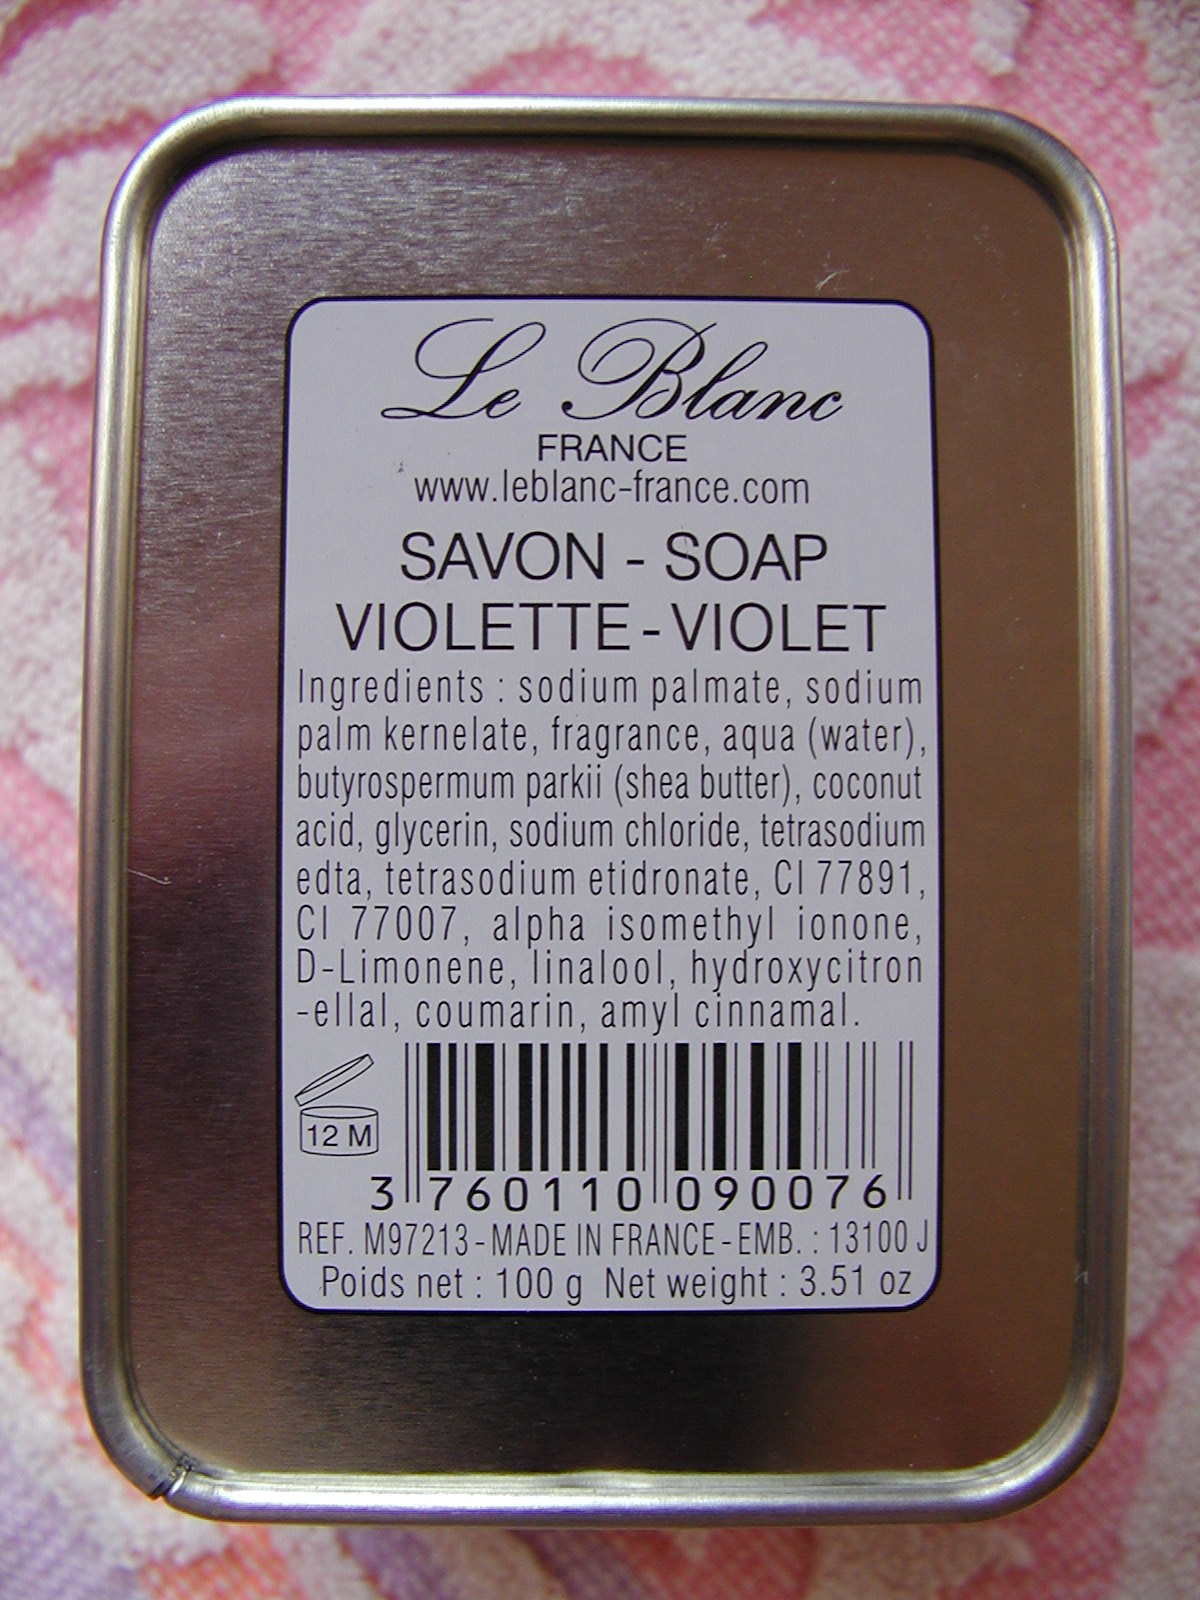 Le Blanc
FRANCE
www.leblanc-france.com
SAVON - SOAP
VIOLETTE - VIOLET
Ingredients : sodium palmate, sodium
palm kernelate, fragrance, aqua (water),
butyrospermum parkii (shea butter), coconut
acid, glycerin, sodium chloride, tetrasodium
edta, tetrasodium etidronate, CI 77891,
CI 77007, alpha isomethyl ionone,
D-Limonene, linalool, hydroxycitron
-ellal, coumarin, amyl cinnamal.
12 M
3 760110 090076
REF. M97213 - MADE IN FRANCE - EMB. : 13100 J
Poids net : 100 g Net weight : 3.51 oz